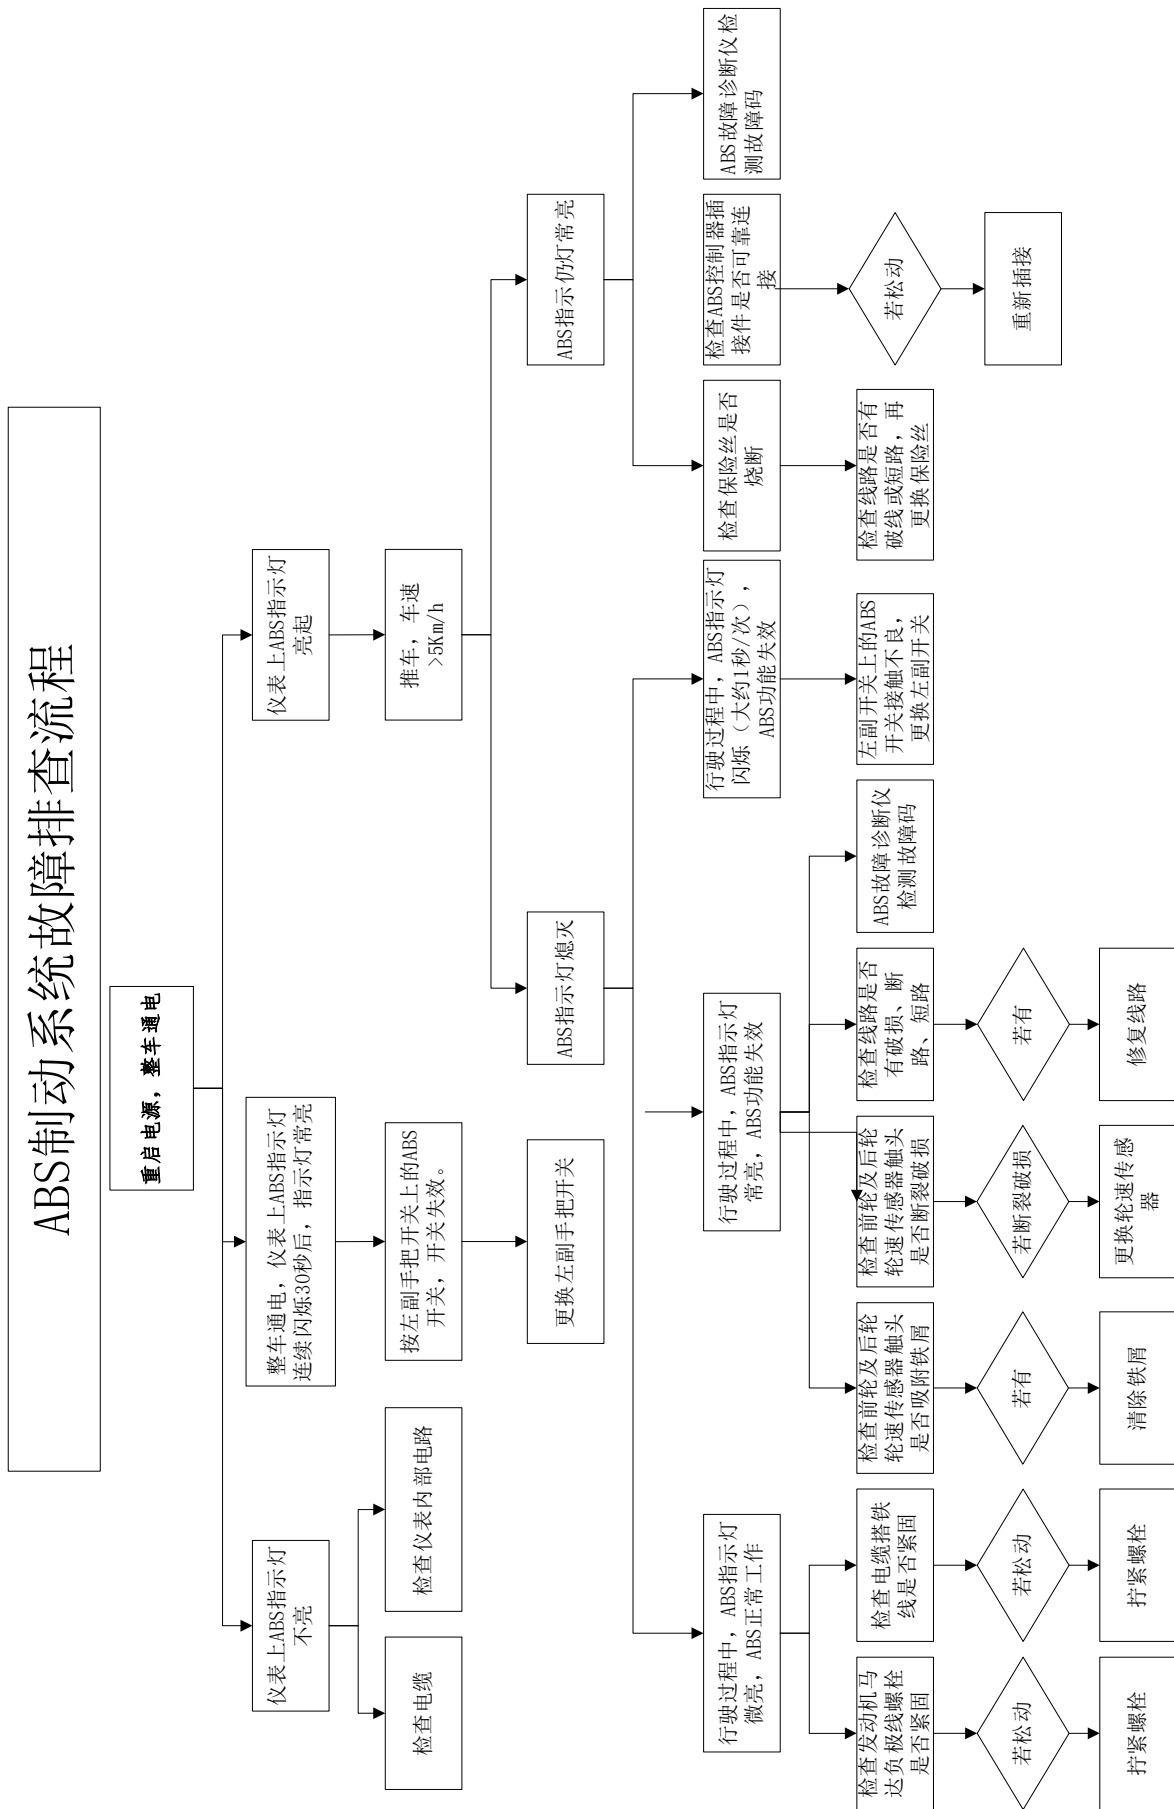 ABS制动系统故障排查流程
重启电源，整车通电
仪表上ABS指示灯
不亮
整车通电，仪表上ABS指示灯
连续闪烁30秒后，指示灯常亮
仪表上ABS指示灯
亮起
检查电缆
检查仪表内部电路
按左副手把开关上的ABS
开关，开关失效。
推车，车速
>5Km/h
更换左副手把开关
ABS指示灯熄灭
ABS指示仍灯常亮
行驶过程中，ABS指示灯
微亮，ABS正常工作
行驶过程中，ABS指示灯
常亮，ABS功能失效
行驶过程中，ABS指示灯
闪烁（大约1秒/次），
ABS功能失效
检查保险丝是否
烧断
检查ABS控制器插
接件是否可靠连
接
ABS故障诊断仪检
测故障码
检查发动机马
达负极线螺栓
是否紧固
检查电缆搭铁
线是否紧固
检查前轮及后轮
轮速传感器触头
是否吸附铁屑
检查前轮及后轮
轮速传感器触头
是否断裂破损
检查线路是否
有破损、断
路、短路
ABS故障诊断仪
检测故障码
左副开关上的ABS
开关接触不良，
更换左副开关
检查线路是否有
破线或短路，再
更换保险丝
若松动
若松动
若松动
若有
若断裂破损
若有
重新插接
拧紧螺栓
拧紧螺栓
清除铁屑
更换轮速传感
器
修复线路